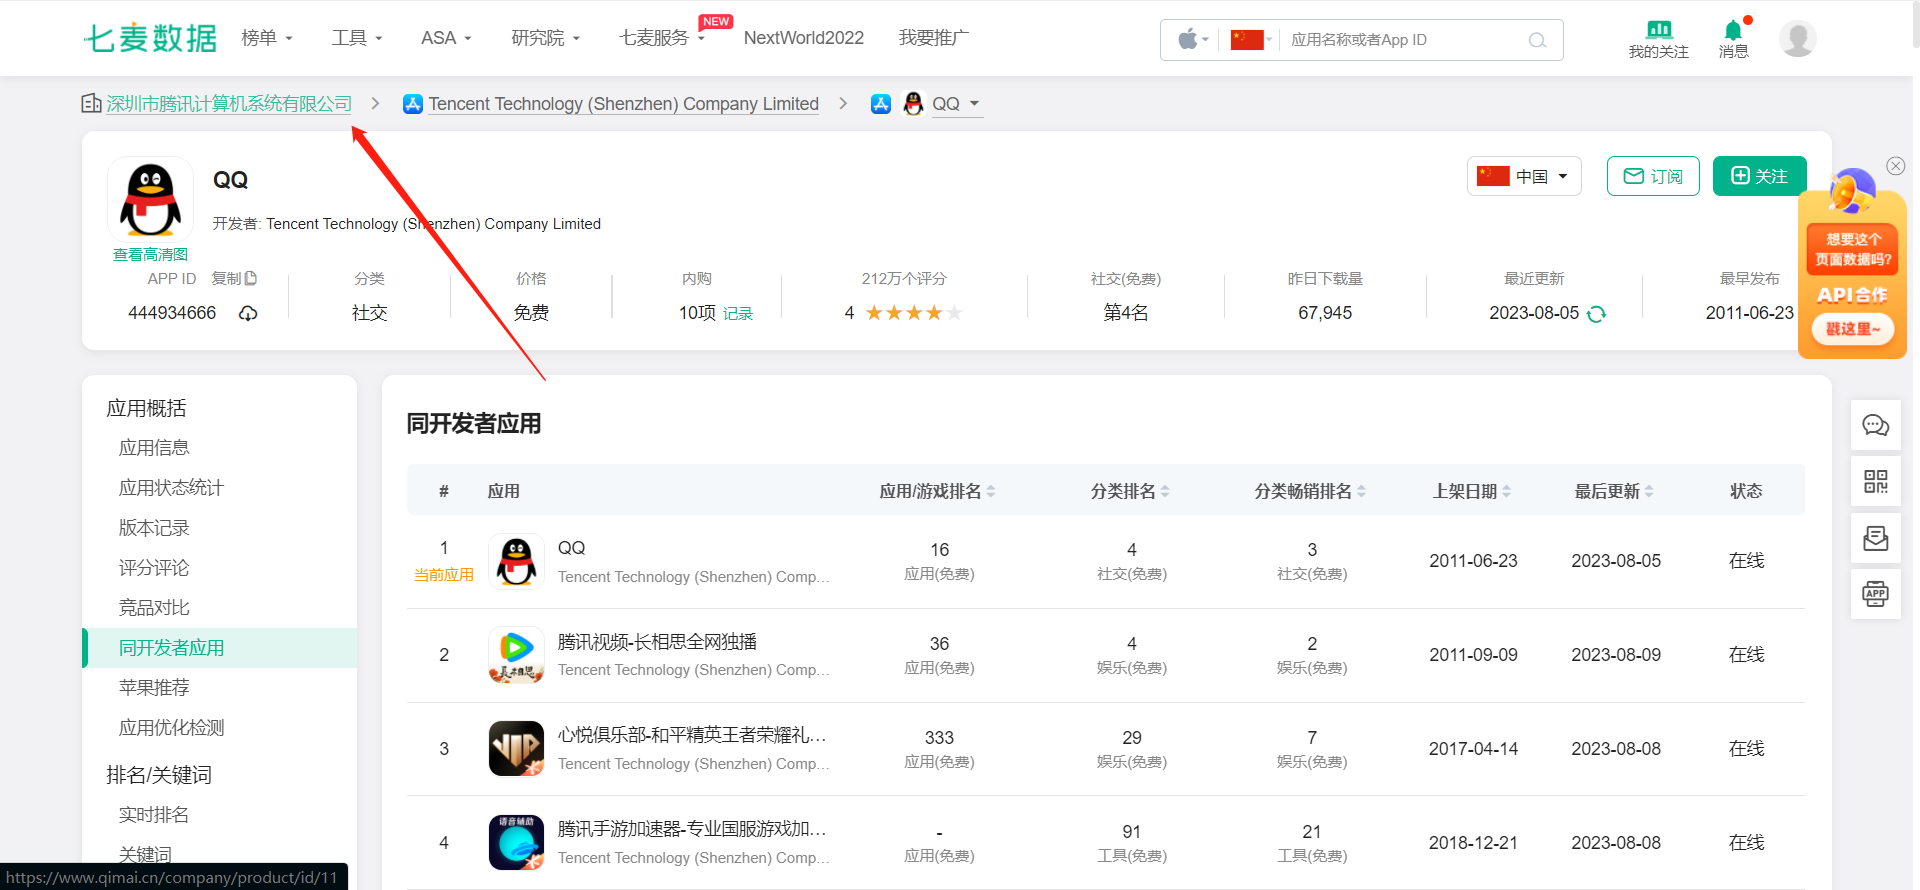 七麦数据
榜单
工具
ASA
研究院
七麦服务
NEW
NextWorld2022
我要推广
应用名称或者App ID
我的关注
消息
深圳市腾讯计算机系统有限公司
Tencent Technology (Shenzhen) Company Limited
QQ
QQ
开发者: Tencent Technology (Shenzhen) Company Limited
查看高清图
中国
订阅
关注
APP ID 复制
444934666
分类
社交
价格
免费
内购
10项 记录
212万个评分
4
社交(免费)
第4名
昨日下载量
67,945
最近更新
2023-08-05
最早发布
2011-06-23
想要这个
页面数据吗?
API合作
戳这里~
应用概括
应用信息
应用状态统计
版本记录
评分评论
竞品对比
同开发者应用
苹果推荐
应用优化检测
排名/关键词
实时排名
关键词
同开发者应用
# 应用 应用/游戏排名 分类排名 分类畅销排名 上架日期 最后更新 状态
1
当前应用
QQ
Tencent Technology (Shenzhen) Comp...
16
应用(免费)
4
社交(免费)
3
社交(免费)
2011-06-23
2023-08-05
在线
2
長相思
腾讯视频-长相思全网独播
Tencent Technology (Shenzhen) Comp...
36
应用(免费)
4
娱乐(免费)
2
娱乐(免费)
2011-09-09
2023-08-09
在线
3
VIP
心悦俱乐部-和平精英王者荣耀礼...
Tencent Technology (Shenzhen) Comp...
333
应用(免费)
29
娱乐(免费)
7
娱乐(免费)
2017-04-14
2023-08-08
在线
4
语音辅助
腾讯手游加速器-专业国服游戏加...
Tencent Technology (Shenzhen) Comp...
-
应用(免费)
91
工具(免费)
21
工具(免费)
2018-12-21
2023-08-08
在线
APP
https://www.qimai.cn/company/product/id/11